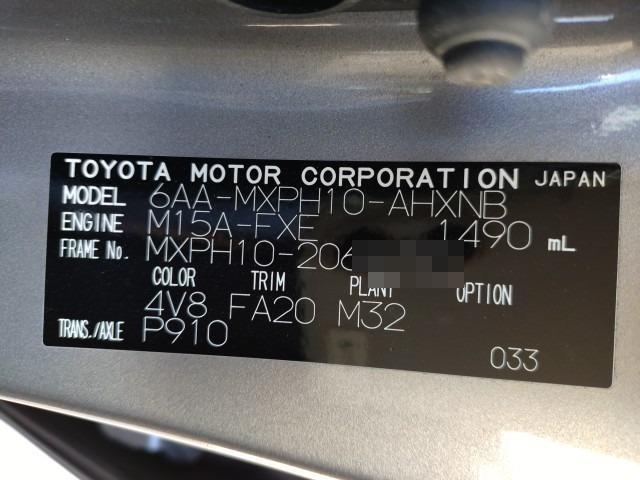 TOYOTA MOTOR CORPORATION JAPAN
MODEL 6AA-MXPH10-AHXNB
ENGINE M15A-FXE 1490 mL
FRAME No. MXPH10-206
COLOR TRIM PLANT OPTION
4V8 FA20 M32
TRANS./AXLE P910
033